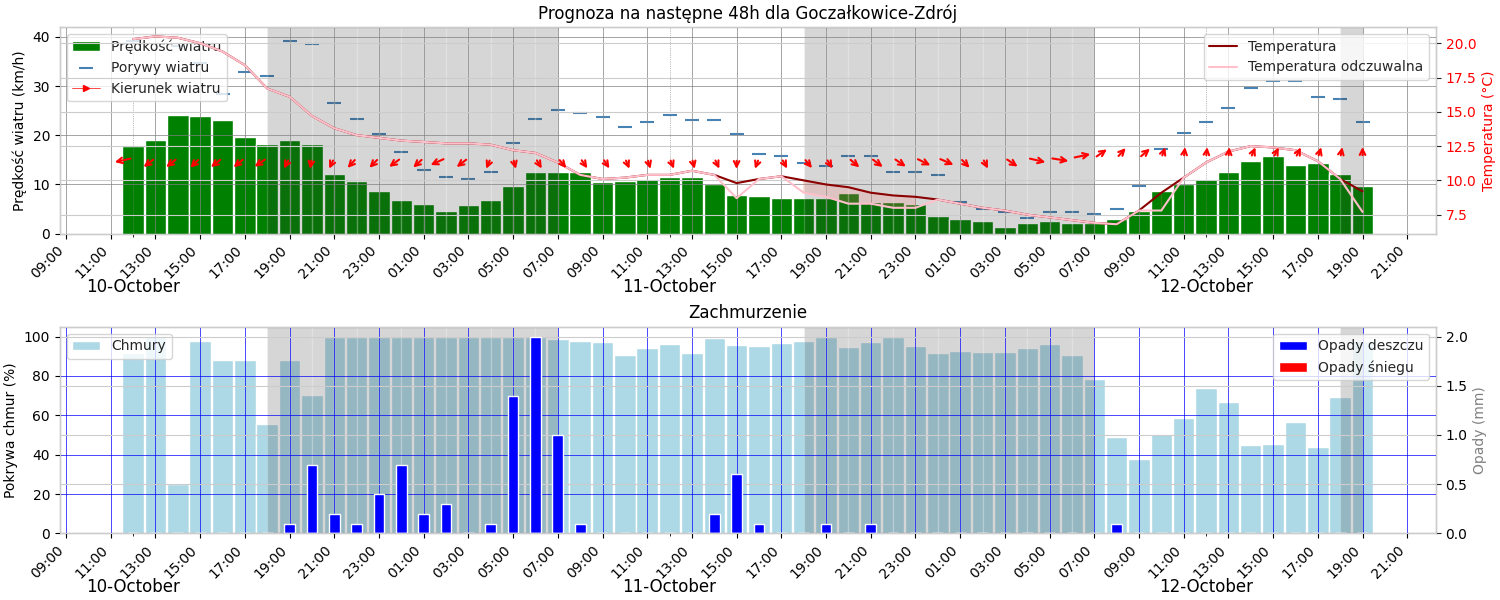 Prognoza na następne 48h dla Goczałkowice-Zdrój
Prędkość wiatru (km/h)
40
30
20
10
0
Prędkość wiatru
Porywy wiatru
Kierunek wiatru
Temperatura
Temperatura odczuwalna
20.0
17.5
15.0
12.5
10.0
7.5
Temperatura (°C)
09:00 11:00 13:00 15:00 17:00 19:00 21:00 23:00 01:00 03:00 05:00 07:00 09:00 11:00 13:00 15:00 17:00 19:00 21:00 23:00 01:00 03:00 05:00 07:00 09:00 11:00 13:00 15:00 17:00 19:00 21:00
10-October 11-October 12-October
Zachmurzenie
Pokrywa chmur (%)
100
80
60
40
20
0
Chmury
Opady deszczu
Opady śniegu
2.0
1.5
1.0
0.5
0.0
Opady (mm)
09:00 11:00 13:00 15:00 17:00 19:00 21:00 23:00 01:00 03:00 05:00 07:00 09:00 11:00 13:00 15:00 17:00 19:00 21:00 23:00 01:00 03:00 05:00 07:00 09:00 11:00 13:00 15:00 17:00 19:00 21:00
10-October 11-October 12-October